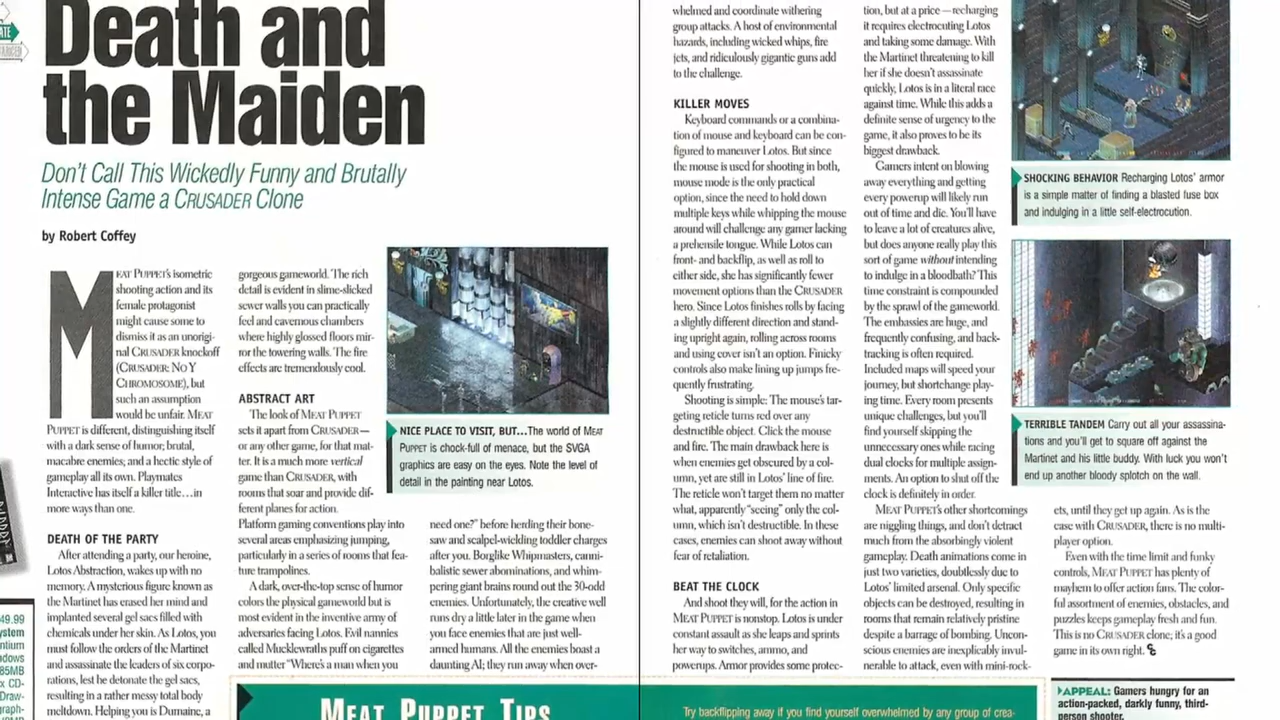 Death and
the Maiden
Don't Call This Wickedly Funny and Brutally
Intense Game a CRUSADER Clone
by Robert Coffey
MEAT PUPPET's isometric
shooting action and its
female protagonist
might cause some to
dismiss it as an unorigi-
nal CRUSADER knockoff
(CRUSADER: NO Y
CHROMOSOME), but
such an assumption
would be unfair. MEAT
PUPPET is different, distinguishing itself
with a dark sense of humor; brutal,
macabre enemies; and a hectic style of
gameplay all its own. Playmates
Interactive has itself a killer title…in
more ways than one.
DEATH OF THE PARTY
After attending a party, our heroine,
Lotos Abstraction, wakes up with no
memory. A mysterious figure known as
the Martinet has erased her mind and
implanted several gel sacs filled with
chemicals under her skin. As Lotos, you
must follow the orders of the Martinet
and assassinate the leaders of six corpo-
rations, lest he detonate the gel sacs,
resulting in a rather messy total body
meltdown. Helping you is Dumaine, a
gorgeous gameworld. The rich
detail is evident in slime-slicked
sewer walls you can practically
feel and cavernous chambers
where highly glossed floors mir-
ror the towering walls. The fire
effects are tremendously cool.
ABSTRACT ART
The look of MEAT PUPPET
sets it apart from CRUSADER—
or any other game, for that mat-
ter. It is a much more vertical
game than CRUSADER, with
rooms that soar and provide dif-
ferent planes for action.
Platform gaming conventions play into
several areas emphasizing jumping,
particularly in a series of rooms that fea-
ture trampolines.
A dark, over-the-top sense of humor
colors the physical gameworld but is
most evident in the inventive army of
adversaries facing Lotos. Evil nannies
called Mucklewraths puff on cigarettes
and mutter "Where's a man when you
NICE PLACE TO VISIT, BUT...The world of MEAT
PUPPET is chock-full of menace, but the SVGA
graphics are easy on the eyes. Note the level of
detail in the painting near Lotos.
need one?" before herding their bone-
saw and scalpel-wielding toddler charges
after you. Borglike Whipmasters, canni-
balistic sewer abominations, and whim-
pering giant brains round out the 30-odd
enemies. Unfortunately, the creative well
runs dry a little later in the game when
you face enemies that are just well-
armed humans. All the enemies boast a
daunting AI; they run away when over-
whelmed and coordinate withering
group attacks. A host of environmental
hazards, including wicked whips, fire
jets, and ridiculously gigantic guns add
to the challenge.
KILLER MOVES
Keyboard commands or a combina-
tion of mouse and keyboard can be con-
figured to maneuver Lotos. But since
the mouse is used for shooting in both,
mouse mode is the only practical
option, since the need to hold down
multiple keys while whipping the mouse
around will challenge any gamer lacking
a prehensile tongue. While Lotos can
front- and backflip, as well as roll to
either side, she has significantly fewer
movement options than the CRUSADER
hero. Since Lotos finishes rolls by facing
a slightly different direction and stand-
ing upright again, rolling across rooms
and using cover isn't an option. Finicky
controls also make lining up jumps fre-
quently frustrating.
Shooting is simple: The mouse's tar-
geting reticle turns red over any
destructible object. Click the mouse
and fire. The main drawback here is
when enemies get obscured by a col-
umn, yet are still in Lotos' line of fire.
The reticle won't target them no matter
what, apparently "seeing" only the col-
umn, which isn't destructible. In these
cases, enemies can shoot away without
fear of retaliation.
BEAT THE CLOCK
And shoot they will, for the action in
MEAT PUPPET is nonstop. Lotos is under
constant assault as she leaps and sprints
her way to switches, ammo, and
powerups. Armor provides some protec-
tion, but at a price — recharging
it requires electrocuting Lotos
and taking some damage. With
the Martinet threatening to kill
her if she doesn't assassinate
quickly, Lotos is in a literal race
against time. While this adds a
definite sense of urgency to the
game, it also proves to be its
biggest drawback.
Gamers intent on blowing
away everything and getting
every powerup will likely run
out of time and die. You'll have
to leave a lot of creatures alive,
but does anyone really play this
sort of game without intending
to indulge in a bloodbath? This
time constraint is compounded
by the sprawl of the gameworld.
The embassies are huge, and
frequently confusing, and back-
tracking is often required.
Included maps will speed your
journey, but shortchange play-
ing time. Every room presents
unique challenges, but you'll
find yourself skipping the
unnecessary ones while racing
dual clocks for multiple assign-
ments. An option to shut off the
clock is definitely in order.
MEAT PUPPET's other shortcomings
are niggling things, and don't detract
much from the absorbingly violent
gameplay. Death animations come in
just two varieties, doubtlessly due to
Lotos' limited arsenal. Only specific
objects can be destroyed, resulting in
rooms that remain relatively pristine
despite a barrage of bombing. Uncon-
scious enemies are inexplicably invul-
nerable to attack, even with mini-rock-
SHOCKING BEHAVIOR Recharging Lotos' armor
is a simple matter of finding a blasted fuse box
and indulging in a little self-electrocution.
TERRIBLE TANDEM Carry out all your assassina-
tions and you'll get to square off against the
Martinet and his little buddy. With luck you won't
end up another bloody splotch on the wall.
ets, until they get up again. As is the
case with CRUSADER, there is no multi-
player option.
Even with the time limit and funky
controls, MEAT PUPPET has plenty of
mayhem to offer action fans. The color-
ful assortment of enemies, obstacles, and
puzzles keeps gameplay fresh and fun.
This is no CRUSADER clone; it's a good
game in its own right.
MEAT PUPPET TIPS
Try backflipping away if you find yourself overwhelmed by any group of crea-
APPEAL: Gamers hungry for an
action-packed, darkly funny, third-
person shooter.